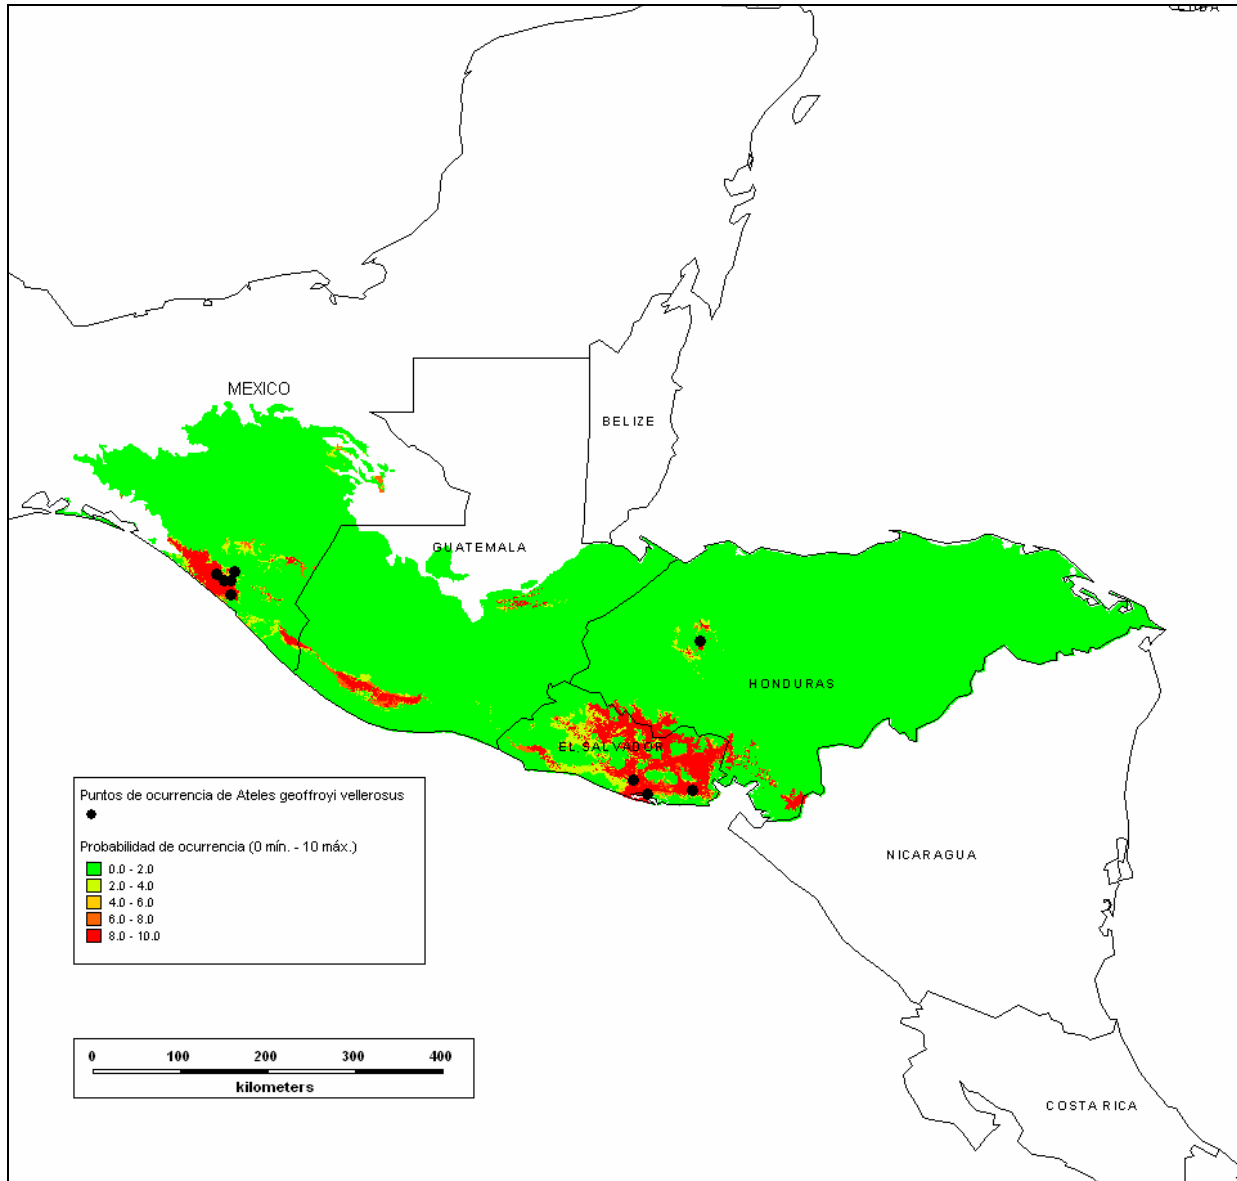 MEXICO
BELIZE
GUATEMALA
HONDURAS
EL SALVADOR
NICARAGUA
COSTA RICA
Puntos de ocurrencia de Ateles geoffroyi vellerosus
Probabilidad de ocurrencia (0 mín. - 10 máx.)
0.0 - 2.0
2.0 - 4.0
4.0 - 6.0
6.0 - 8.0
8.0 - 10.0
0 100 200 300 400
kilometers